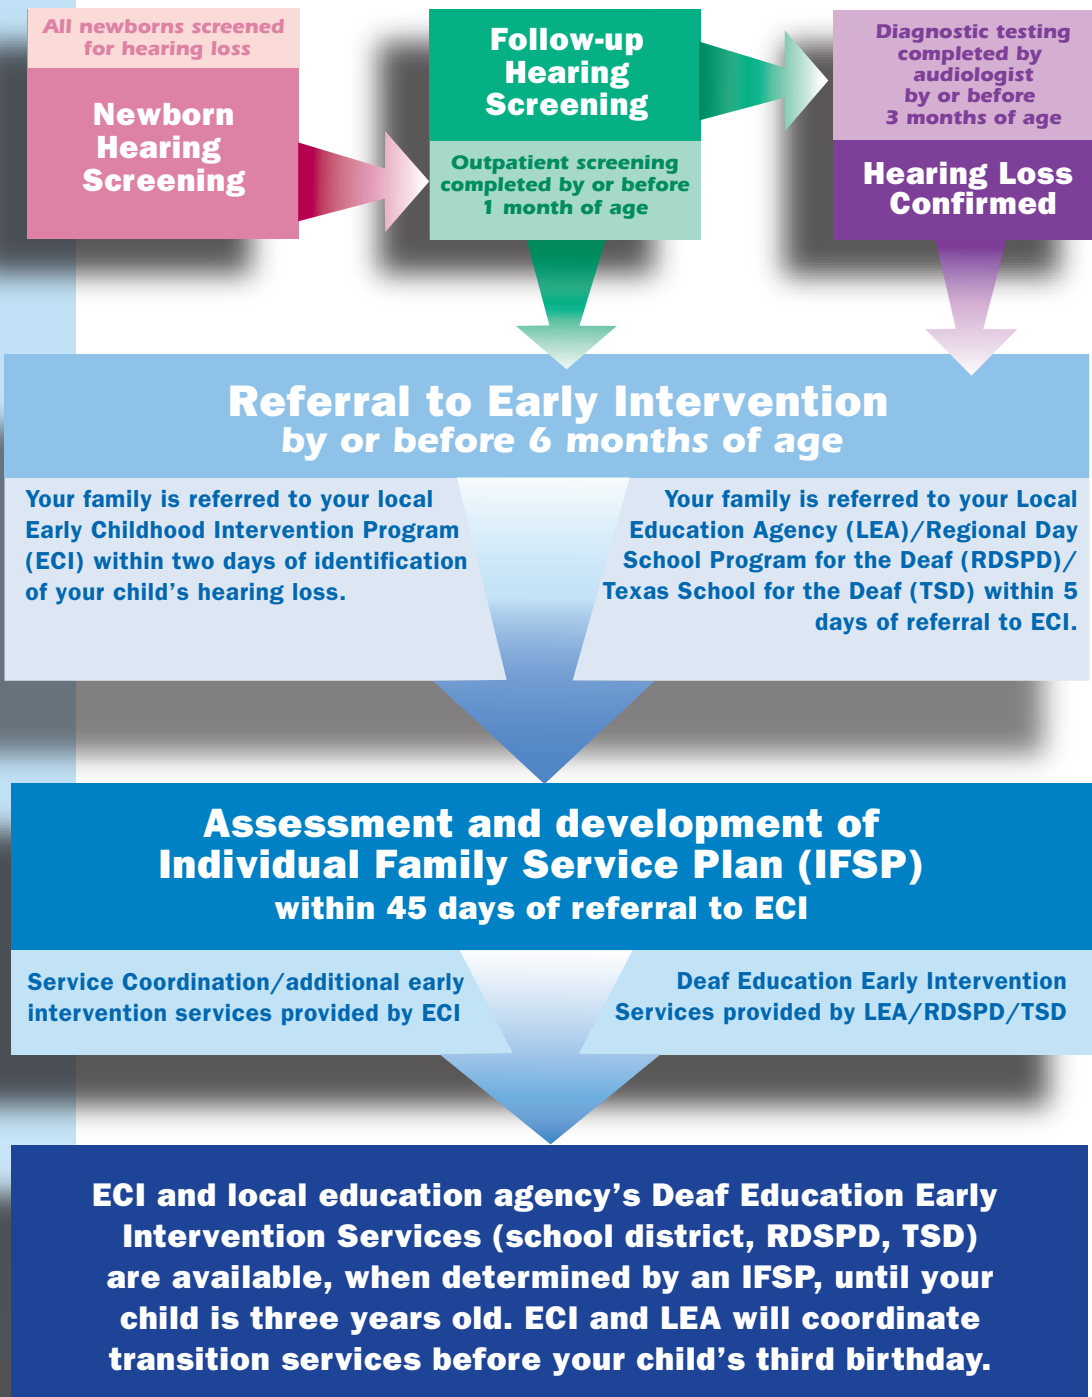 All newborns screened
for hearing loss
Newborn
Hearing
Screening
Follow-up
Hearing
Screening
Outpatient screening
completed by or before
1 month of age
Diagnostic testing
completed by
audiologist
by or before
3 months of age
Hearing Loss
Confirmed
Referral to Early Intervention
by or before 6 months of age
Your family is referred to your local
Early Childhood Intervention Program
(ECI) within two days of identification
of your child’s hearing loss.
Your family is referred to your Local
Education Agency (LEA)/Regional Day
School Program for the Deaf (RDSPD)/
Texas School for the Deaf (TSD) within 5
days of referral to ECI.
Assessment and development of
Individual Family Service Plan (IFSP)
within 45 days of referral to ECI
Service Coordination/additional early
intervention services provided by ECI
Deaf Education Early Intervention
Services provided by LEA/RDSPD/TSD
ECI and local education agency’s Deaf Education Early
Intervention Services (school district, RDSPD, TSD)
are available, when determined by an IFSP, until your
child is three years old. ECI and LEA will coordinate
transition services before your child’s third birthday.